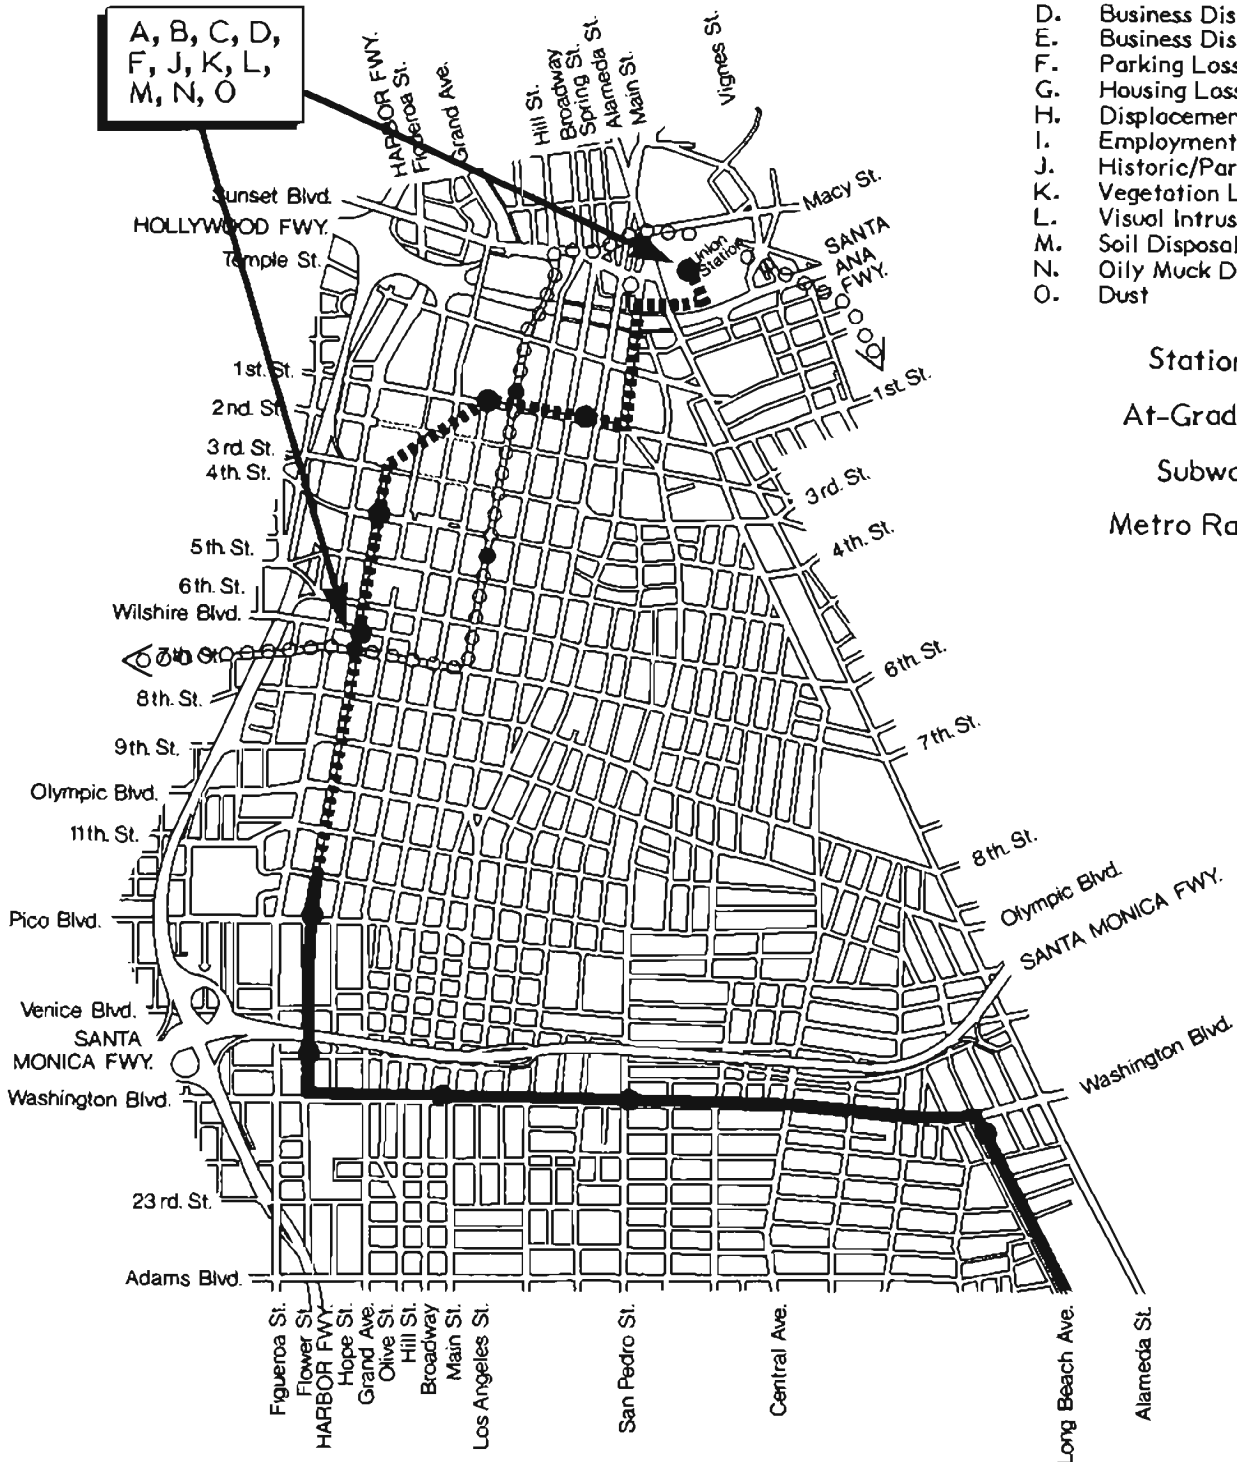 A, B, C, D,
F, J, K, L,
M, N, O
D. Business Dis
E. Business Dis
F. Parking Loss
G. Housing Loss
H. Displacemen
I. Employment
J. Historic/Par
K. Vegetation L
L. Visual Intrus
M. Soil Disposal
N. Oily Muck D
O. Dust
Station
At-Grad
Subwa
Metro Ra
HARBOR FWY.
Figueroa St.
Grand Ave.
Hill St.
Broadway
Spring St.
Alameda St.
Main St.
Vignes St.
Sunset Blvd.
HOLLYWOOD FWY.
Temple St.
Macy St.
Union
Station
SANTA
ANA
FWY.
1st. St.
2nd. St.
3rd. St.
4th. St.
5th. St.
6th. St.
Wilshire Blvd.
7th St.
8th. St.
9th. St.
Olympic Blvd.
11th. St.
Pico Blvd.
Venice Blvd.
SANTA
MONICA FWY.
Washington Blvd.
23rd. St.
Adams Blvd.
1st. St.
3rd. St.
4th. St.
6th. St.
7th. St.
8th. St.
Olympic Blvd.
SANTA MONICA FWY.
Washington Blvd.
Figueroa St.
Flower St.
HARBOR FWY.
Hope St.
Grand Ave.
Olive St.
Hill St.
Broadway
Main St.
Los Angeles St.
San Pedro St.
Central Ave.
Long Beach Ave.
Alameda St.